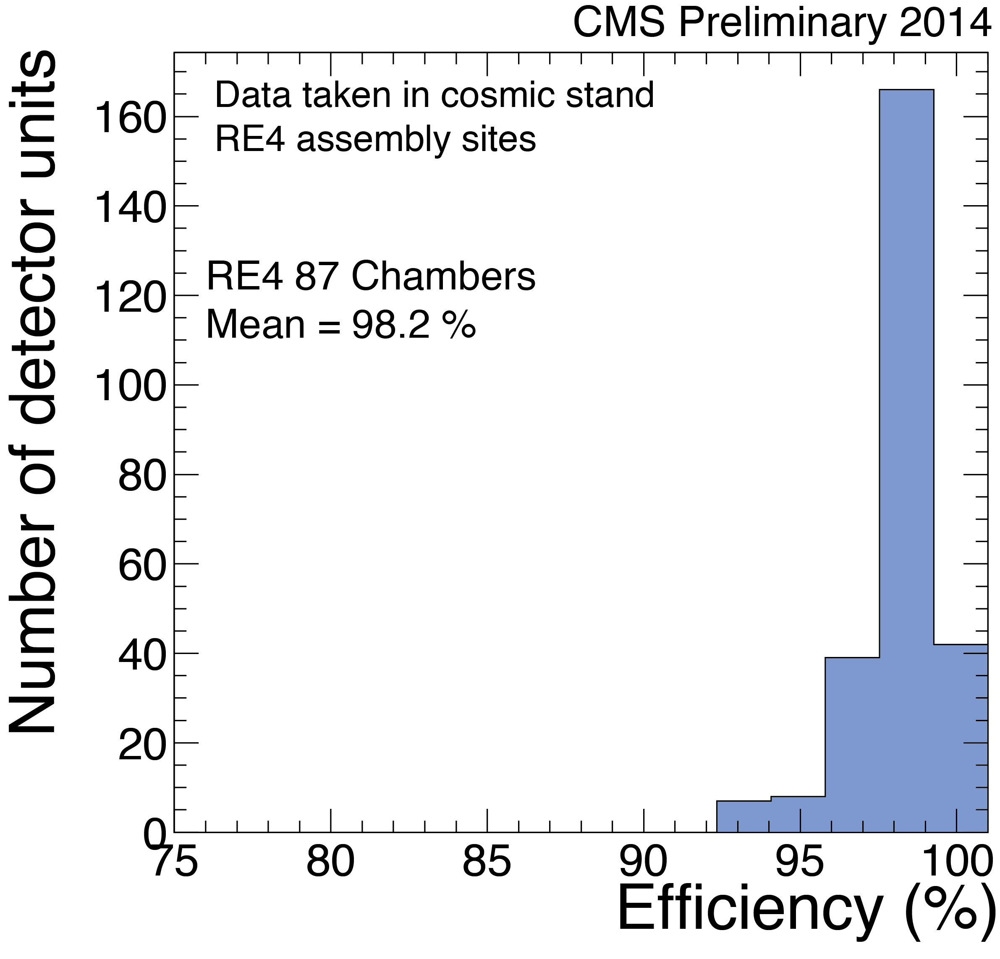 CMS Preliminary 2014
Number of detector units
Data taken in cosmic stand
RE4 assembly sites
RE4 87 Chambers
Mean = 98.2 %
160
140
120
100
80
60
40
20
0
75 80 85 90 95 100
Efficiency (%)